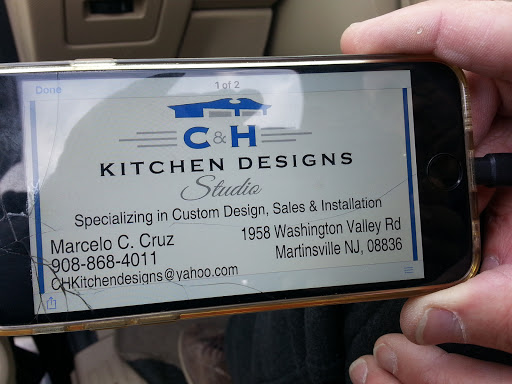 Done
1 of 2
C&H
KITCHEN DESIGNS
Studio
Specializing in Custom Design, Sales & Installation
Marcelo C. Cruz
908-868-4011
CHKitchendesigns@yahoo.com
1958 Washington Valley Rd
Martinsville NJ, 08836